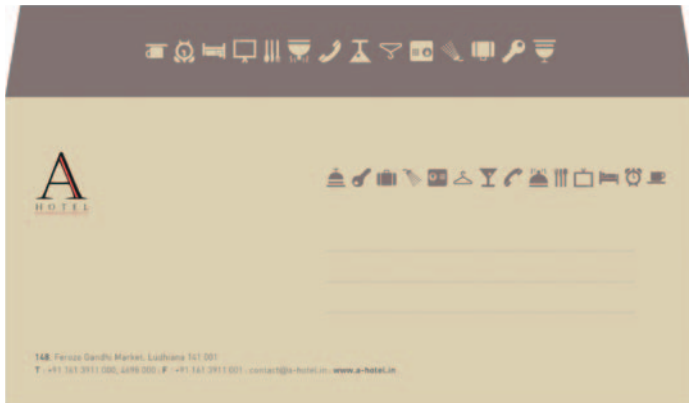 A
HOTEL
148, Feroze Gandhi Market, Ludhiana 141 001
T : +91 161 3911 000, 4698 000 : F : +91 161 3911 001 : contact@a-hotel.in : www.a-hotel.in